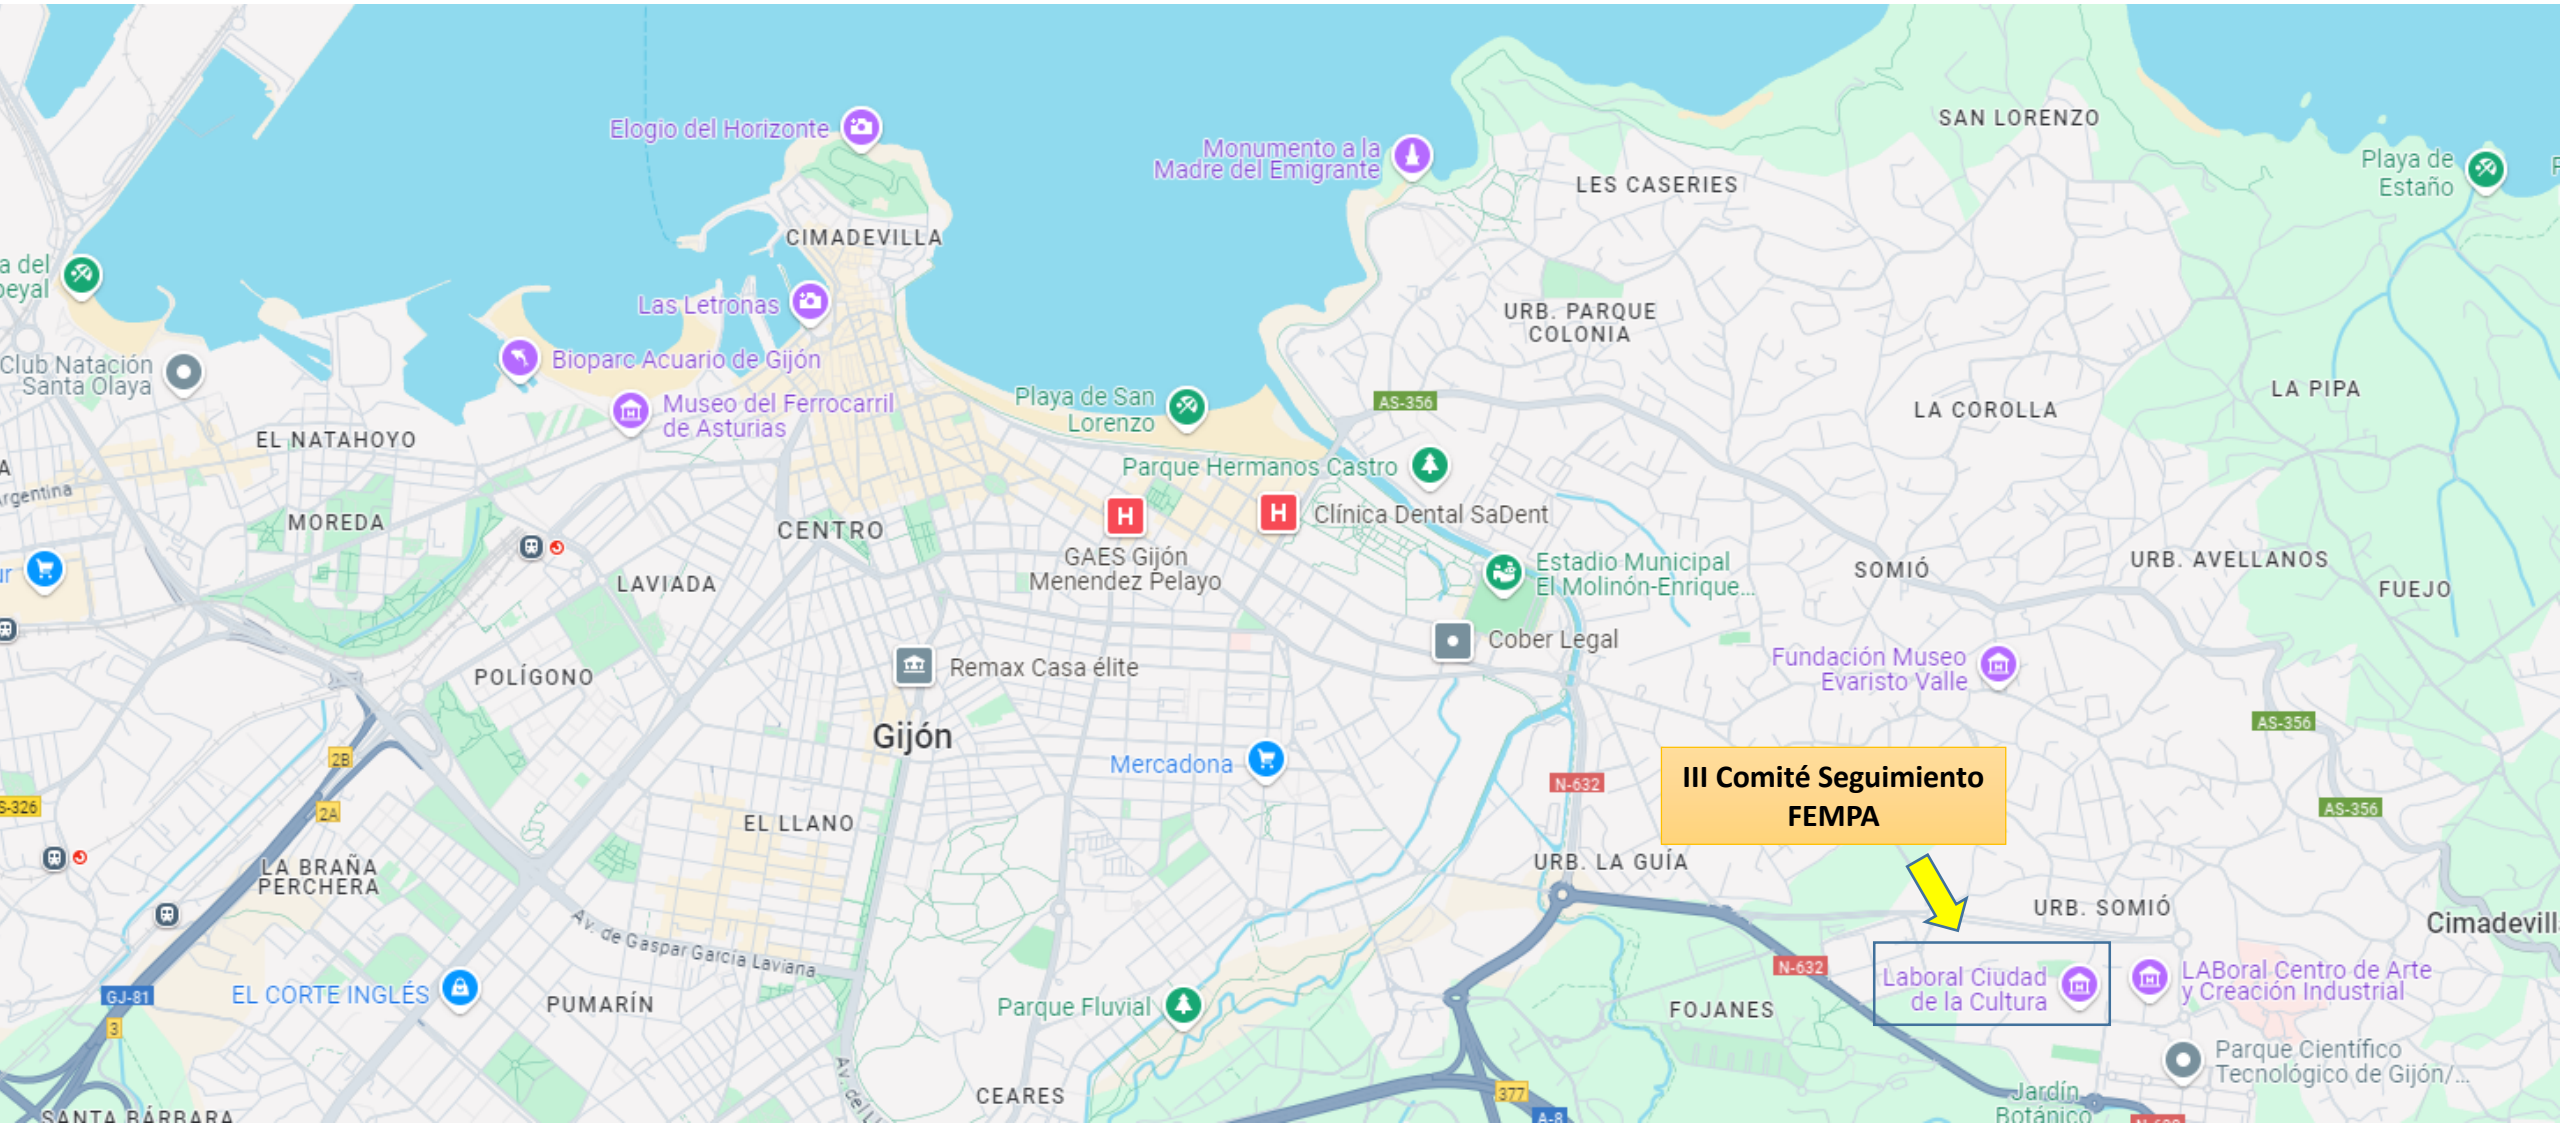 SAN LORENZO
Elogio del Horizonte
Monumento a la
Madre del Emigrante
Playa de
Estaño
LES CASERIES
CIMADEVILLA
Las Letronas
URB. PARQUE
COLONIA
Club Natación
Santa Olaya
Bioparc Acuario de Gijón
Museo del Ferrocarril
de Asturias
Playa de San
Lorenzo
AS-356
LA PIPA
LA COROLLA
EL NATAHOYO
Parque Hermanos Castro
MOREDA
CENTRO
Clínica Dental SaDent
GAES Gijón
Menendez Pelayo
Estadio Municipal
El Molinón-Enrique...
LAVIADA
SOMIÓ
URB. AVELLANOS
FUEJO
Cober Legal
Remax Casa élite
POLÍGONO
Fundación Museo
Evaristo Valle
AS-356
Gijón
Mercadona
2B
N-632
III Comité Seguimiento
FEMPA
AS-356
2A
EL LLANO
LA BRAÑA
PERCHERA
URB. LA GUÍA
URB. SOMIÓ
Cimadevill
Av. de Gaspar García Laviana
N-632
Laboral Ciudad
de la Cultura
LABoral Centro de Arte
y Creación Industrial
GJ-81
EL CORTE INGLÉS
PUMARÍN
Parque Fluvial
FOJANES
3
Parque Científico
Tecnológico de Gijón/...
CEARES
377
A-8
Jardín
Botánico
SANTA BÁRBARA